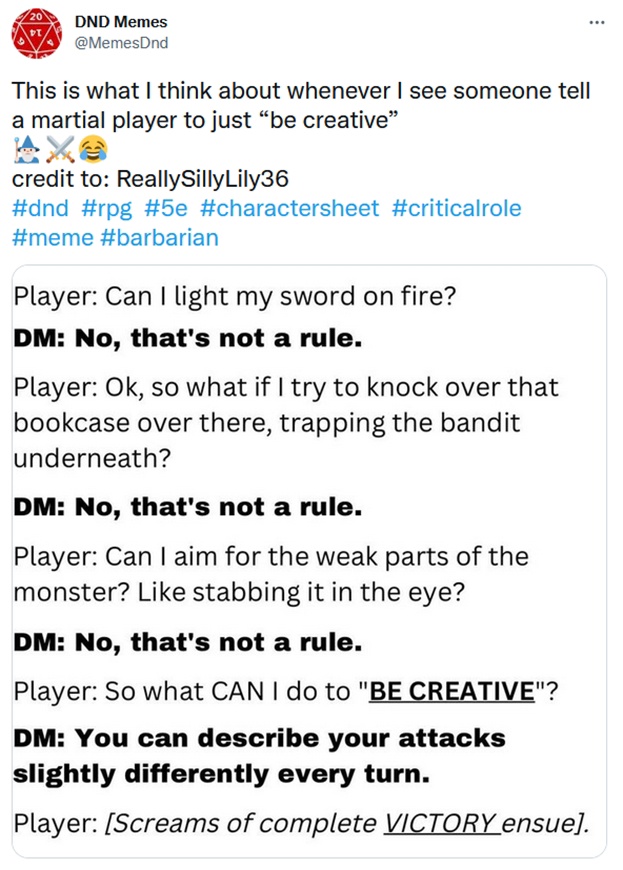 DND Memes
@MemesDnd
This is what I think about whenever I see someone tell
a martial player to just “be creative”
🧙‍♂️⚔️😂
credit to: ReallySillyLily36
#dnd #rpg #5e #charactersheet #criticalrole
#meme #barbarian
Player: Can I light my sword on fire?
DM: No, that's not a rule.
Player: Ok, so what if I try to knock over that
bookcase over there, trapping the bandit
underneath?
DM: No, that's not a rule.
Player: Can I aim for the weak parts of the
monster? Like stabbing it in the eye?
DM: No, that's not a rule.
Player: So what CAN I do to "BE CREATIVE"?
DM: You can describe your attacks
slightly differently every turn.
Player: [Screams of complete VICTORY ensue].